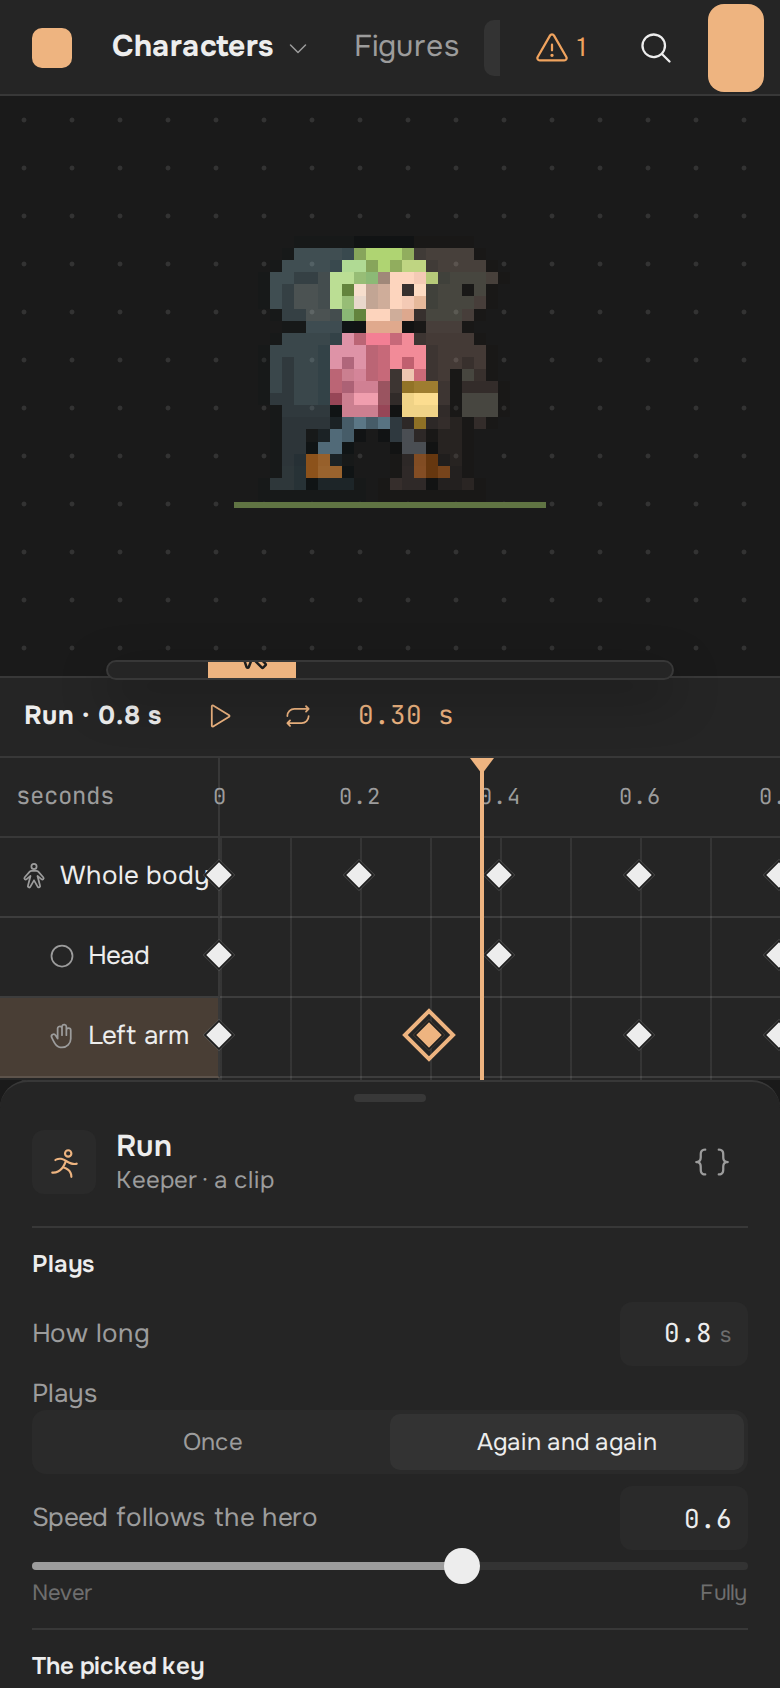 Characters
Figures
1
Run · 0.8 s
0.30 s
seconds
0
0.2
0.4
0.6
0.
Whole body
Head
Left arm
Run
Keeper · a clip
{ }
Plays
How long
0.8 s
Plays
Once
Again and again
Speed follows the hero
0.6
Never
Fully
The picked key